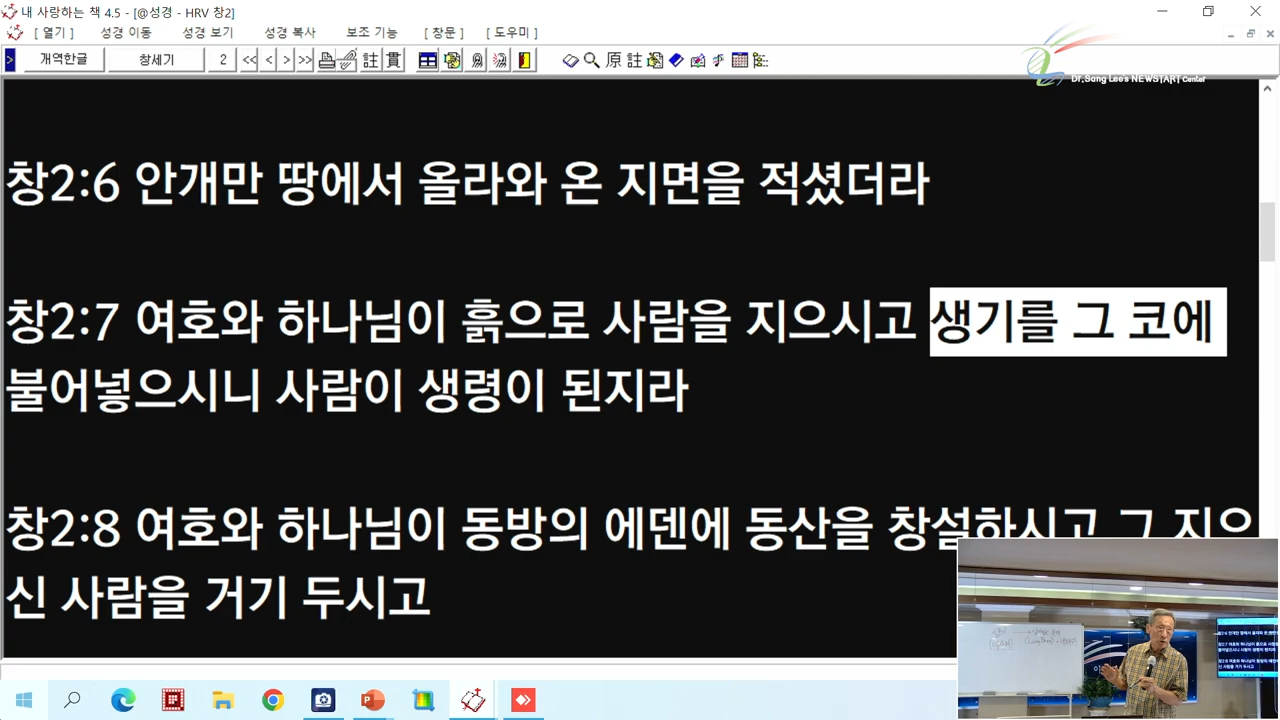 내 사랑하는 책 4.5 - [@성경 - HRV 창2]
[ 열기 ] 성경 이동 성경 보기 성경 복사 보조 기능 [ 창문 ] [ 도우미 ]
> 개역한글 창세기 2 << < > >> 註 貫 原 註
Dr.Sang Lee's NEWSTART Center
창2:6 안개만 땅에서 올라와 온 지면을 적셨더라
창2:7 여호와 하나님이 흙으로 사람을 지으시고 생기를 그 코에
불어넣으시니 사람이 생령이 된지라
창2:8 여호와 하나님이 동방의 에덴에 동산을 창설하시고 그 지으
신 사람을 거기 두시고